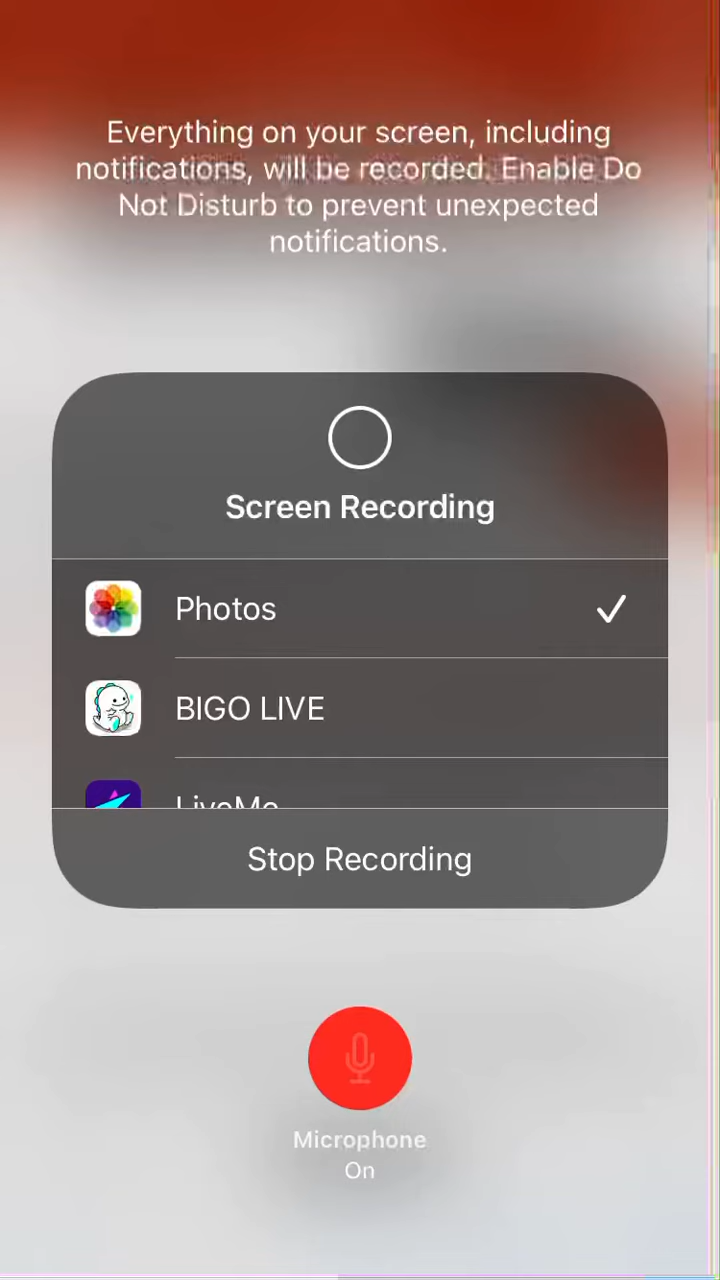 Everything on your screen, including
notifications, will be recorded. Enable Do
Not Disturb to prevent unexpected
notifications.
Screen Recording
Photos
BIGO LIVE
LiveMe
Stop Recording
Microphone
On